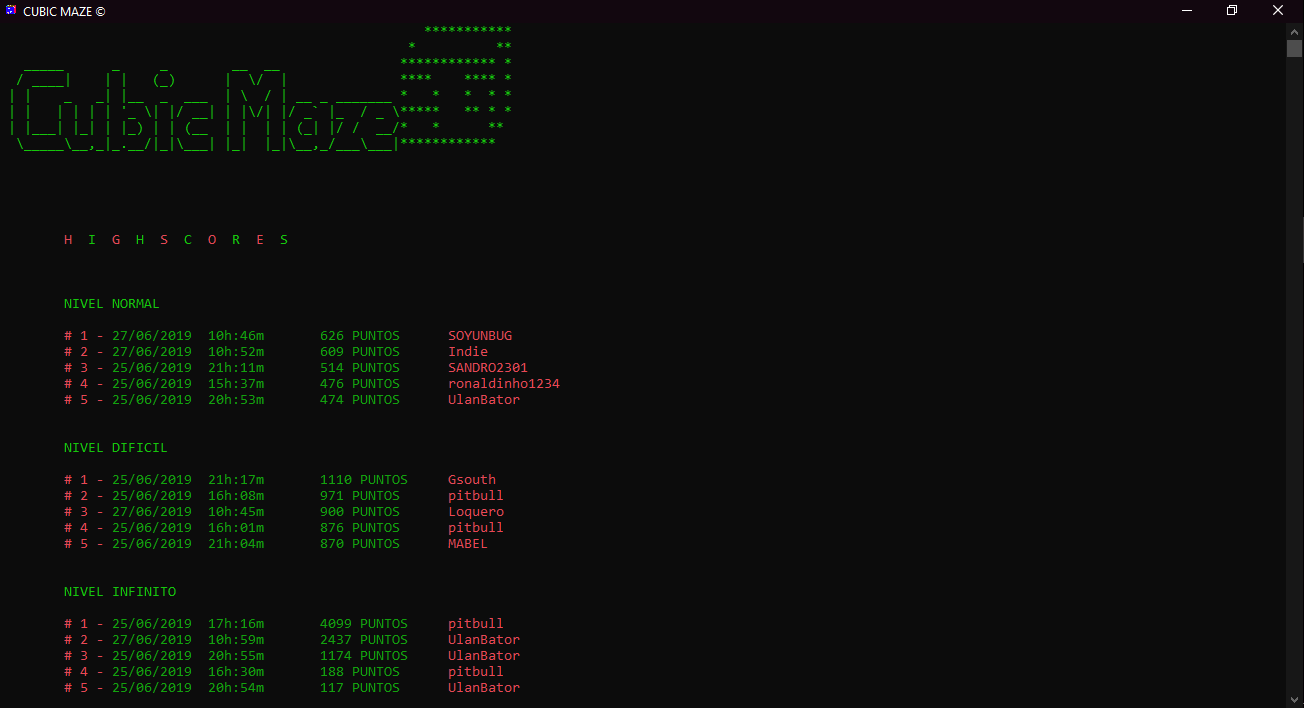 CUBIC MAZE ©
Cubic Maze
H I G H S C O R E S
NIVEL NORMAL
# 1 - 27/06/2019 10h:46m 626 PUNTOS SOYUNBUG
# 2 - 27/06/2019 10h:52m 609 PUNTOS Indie
# 3 - 25/06/2019 21h:11m 514 PUNTOS SANDRO2301
# 4 - 25/06/2019 15h:37m 476 PUNTOS ronaldinho1234
# 5 - 25/06/2019 20h:53m 474 PUNTOS UlanBator
NIVEL DIFICIL
# 1 - 25/06/2019 21h:17m 1110 PUNTOS Gsouth
# 2 - 25/06/2019 16h:08m 971 PUNTOS pitbull
# 3 - 27/06/2019 10h:45m 900 PUNTOS Loquero
# 4 - 25/06/2019 16h:01m 876 PUNTOS pitbull
# 5 - 25/06/2019 21h:04m 870 PUNTOS MABEL
NIVEL INFINITO
# 1 - 25/06/2019 17h:16m 4099 PUNTOS pitbull
# 2 - 27/06/2019 10h:59m 2437 PUNTOS UlanBator
# 3 - 25/06/2019 20h:55m 1174 PUNTOS UlanBator
# 4 - 25/06/2019 16h:30m 188 PUNTOS pitbull
# 5 - 25/06/2019 20h:54m 117 PUNTOS UlanBator